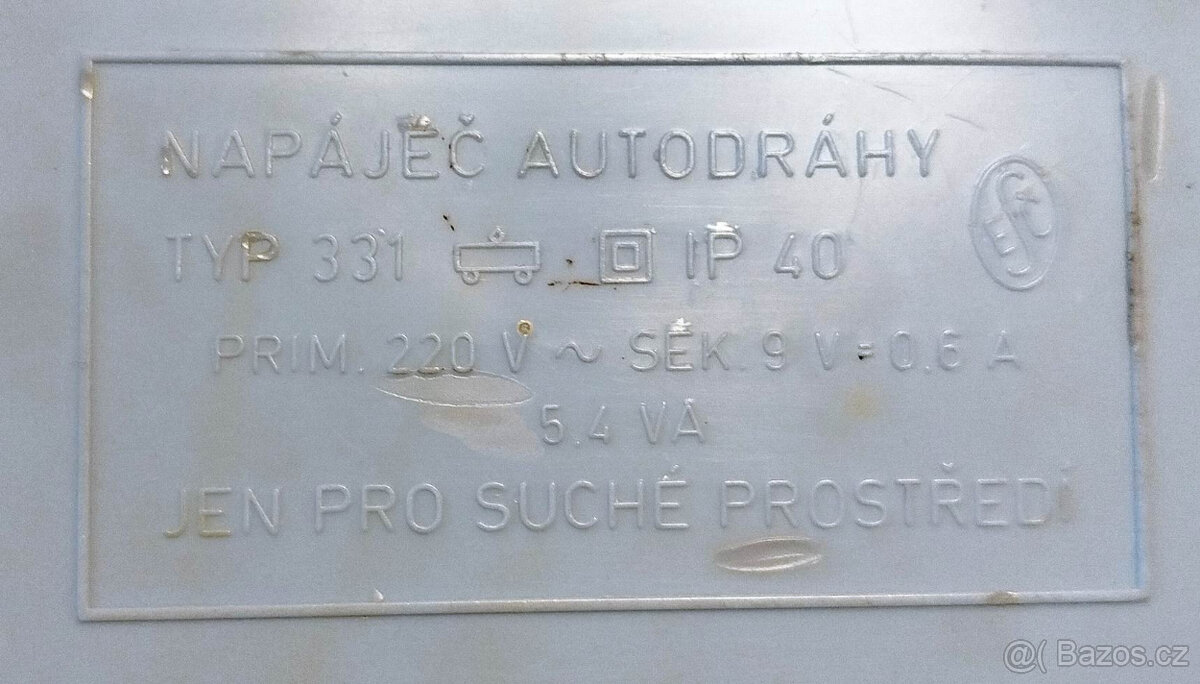 NAPÁJEČ AUTODRÁHY
TYP 331 IP 40
ESČ
PRIM. 220 V ~ SEK. 9 V = 0.6 A
5.4 VA
JEN PRO SUCHÉ PROSTŘEDÍ
@( Bazos.cz